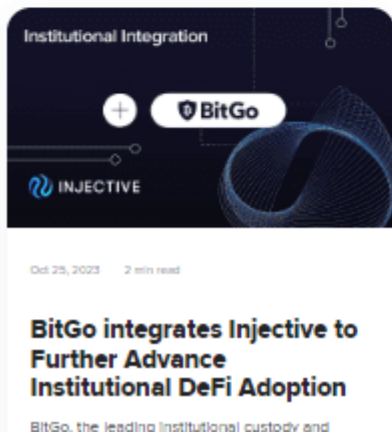 Institutional Integration
+ BitGo
INJECTIVE
Oct 25, 2023 2 min read
BitGo integrates Injective to
Further Advance
Institutional DeFi Adoption
BitGo, the leading institutional custody and